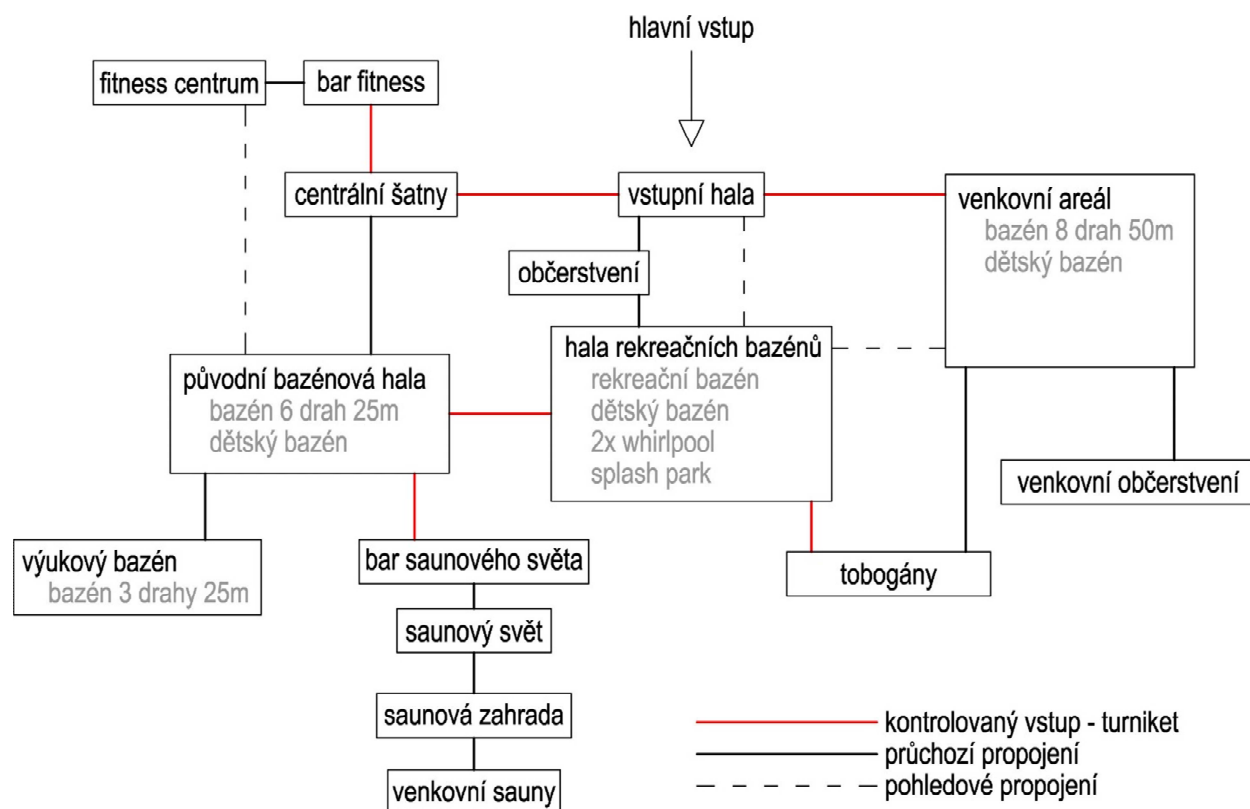 hlavní vstup
fitness centrum
bar fitness
centrální šatny
vstupní hala
venkovní areál
bazén 8 drah 50m
dětský bazén
občerstvení
hala rekreačních bazénů
rekreační bazén
dětský bazén
2x whirlpool
splash park
původní bazénová hala
bazén 6 drah 25m
dětský bazén
venkovní občerstvení
výukový bazén
bazén 3 drahy 25m
bar saunového světa
tobogány
saunový svět
saunová zahrada
venkovní sauny
kontrolovaný vstup - turniket
průchozí propojení
pohledové propojení